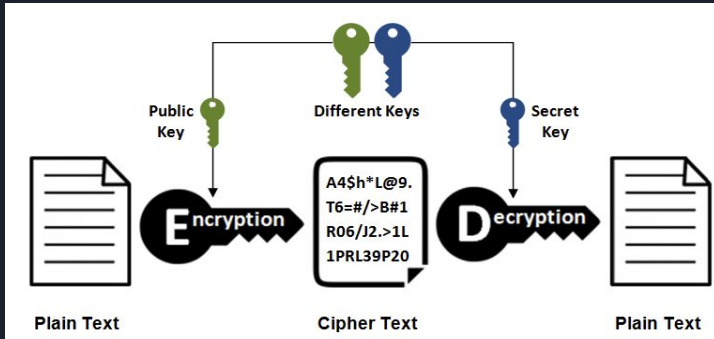 Public
Key
Different Keys
Secret
Key
Encryption
A4$h*L@9.
T6=#/>B#1
R06/J2.>1L
1PRL39P20
Decryption
Plain Text
Cipher Text
Plain Text